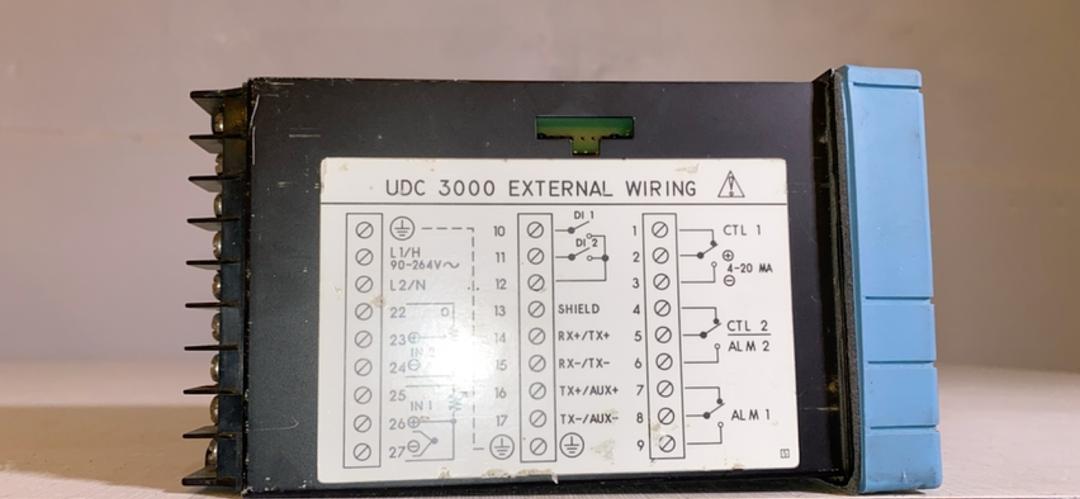 UDC 3000 EXTERNAL WIRING
L1/H
90-264V~
L2/N
22
23 ⊕
IN 2
24 ⊖
25
IN 1
26 ⊕
27 ⊖
10
DI 1
11
DI 2
12
13 SHIELD
14 RX+/TX+
15 RX-/TX-
16 TX+/AUX+
17 TX-/AUX-
1 CTL 1
2 ⊕
4-20 MA
3 ⊖
4
CTL 2
5
ALM 2
6
7
8 ALM 1
9